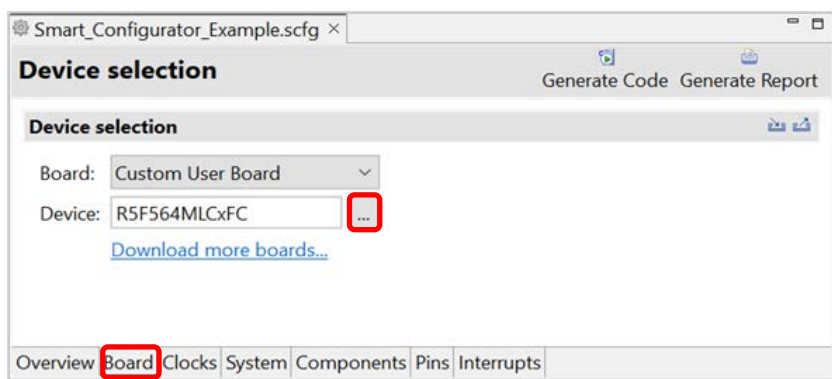 Smart_Configurator_Example.scfg
Device selection
Generate Code Generate Report
Device selection
Board: Custom User Board
Device: R5F564MLCxFC ...
Download more boards...
Overview Board Clocks System Components Pins Interrupts